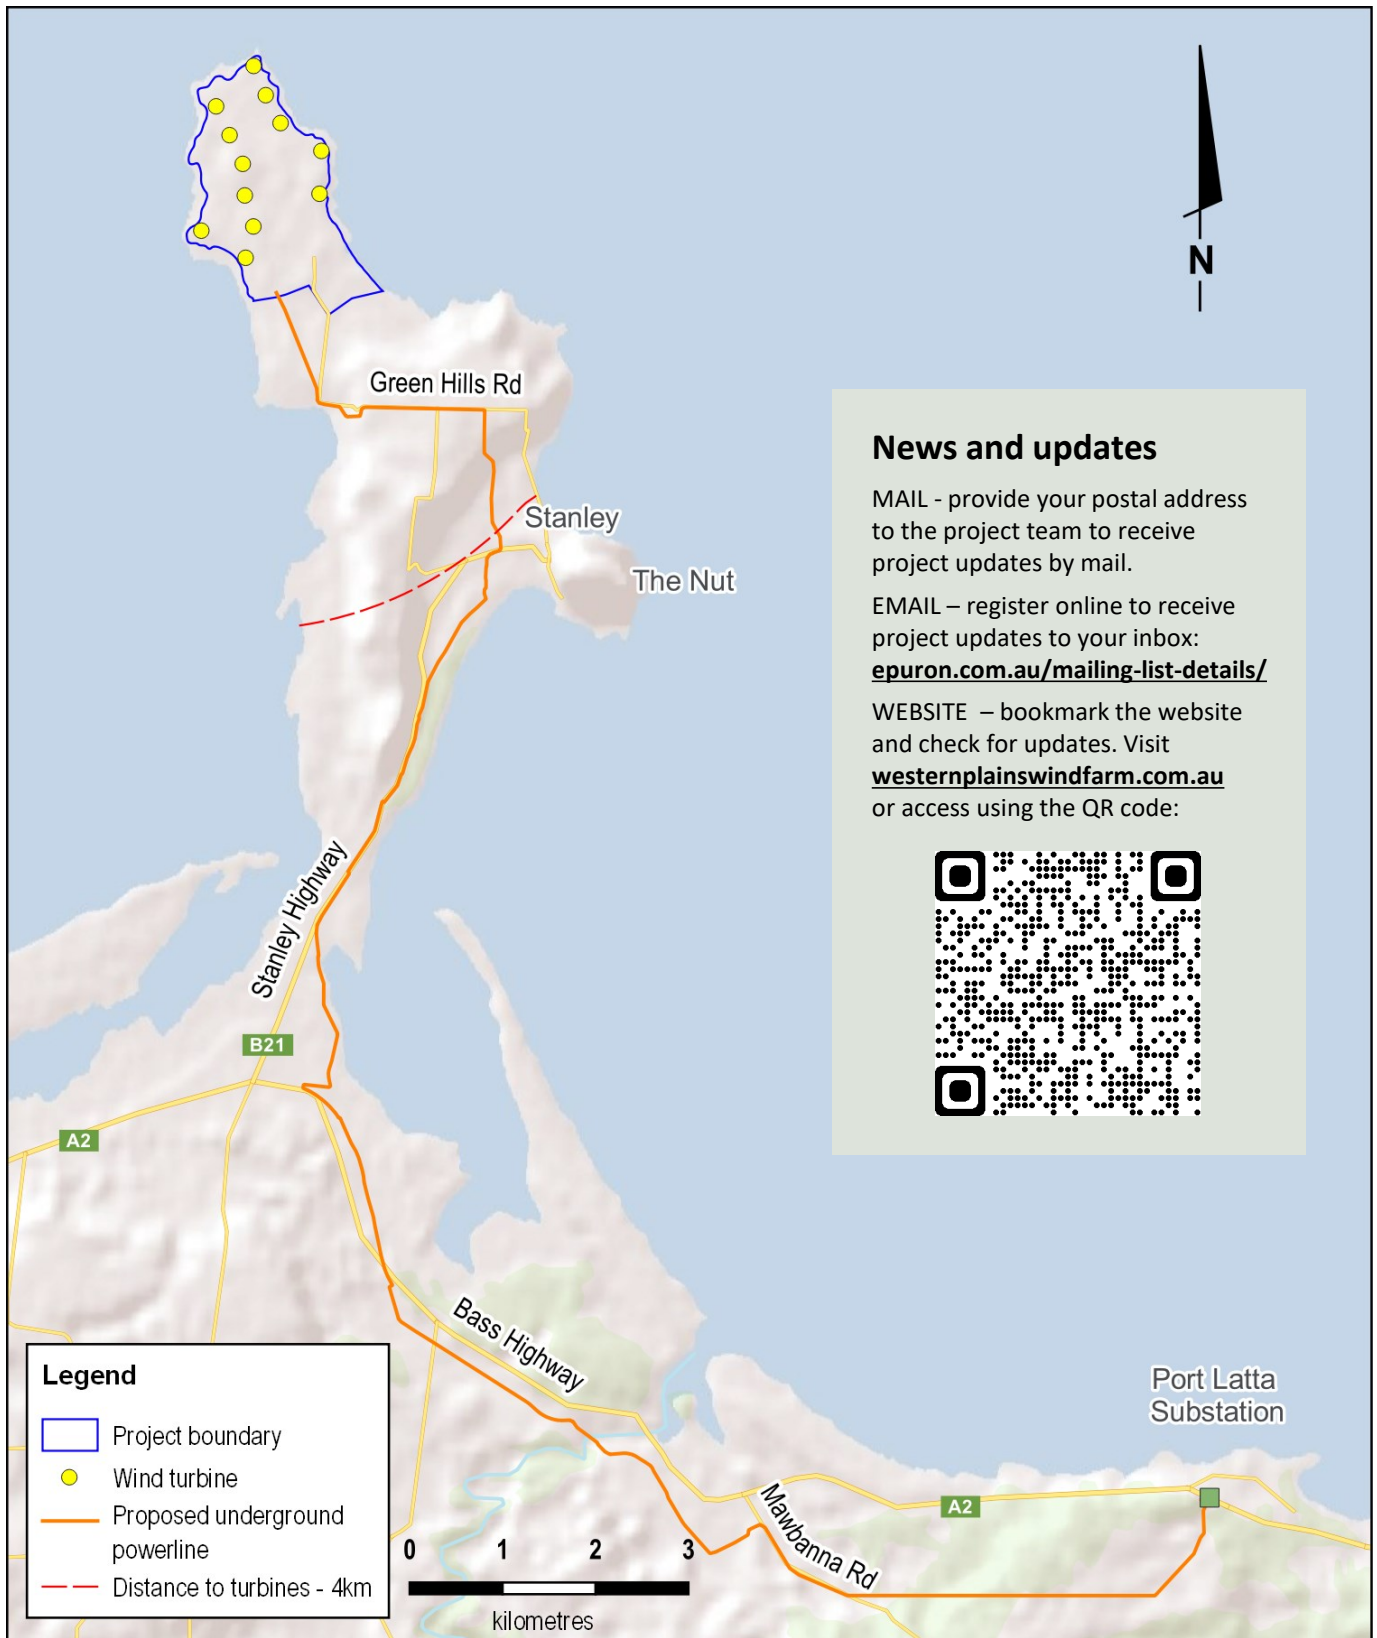 N
Green Hills Rd
Stanley
The Nut
News and updates
MAIL - provide your postal address
to the project team to receive
project updates by mail.
EMAIL – register online to receive
project updates to your inbox:
epuron.com.au/mailing-list-details/
WEBSITE – bookmark the website
and check for updates. Visit
westernplainswindfarm.com.au
or access using the QR code:
Stanley Highway
B21
A2
Bass Highway
Port Latta
Substation
Mawbanna Rd
A2
Legend
Project boundary
Wind turbine
Proposed underground
powerline
Distance to turbines - 4km
0 1 2 3
kilometres